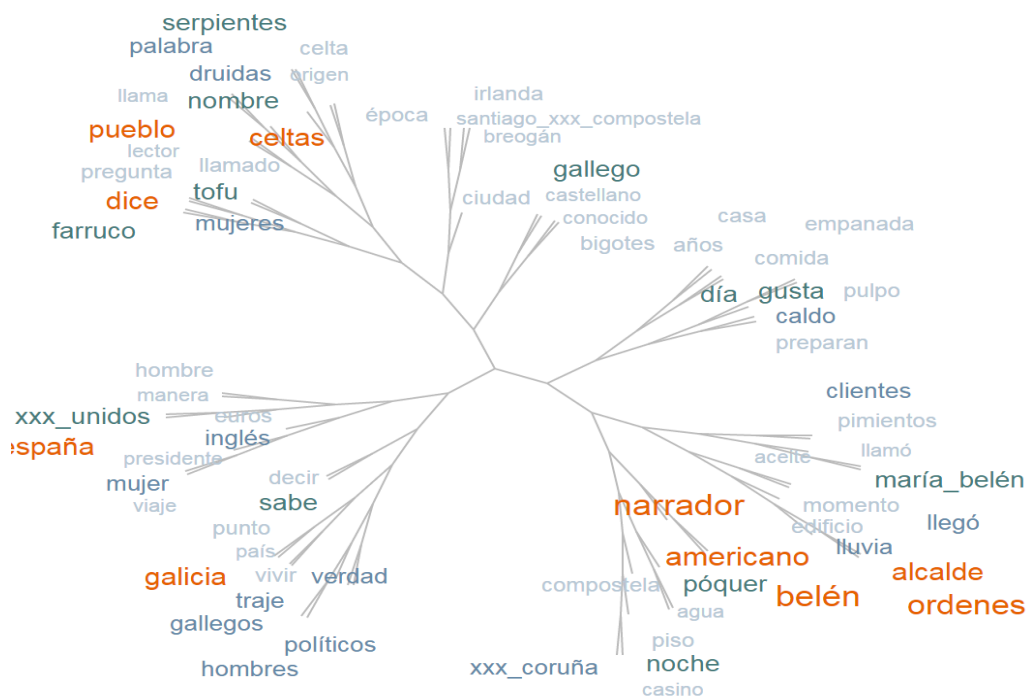 serpientes
palabra
celta
druidas
origen
llama
nombre
irlanda
época
santiago_xxx_compostela
pueblo
celtas
breogán
lector
pregunta
llamado
gallego
dice
tofu
ciudad
castellano
farruco
mujeres
conocido
bigotes
casa
empanada
años
comida
día
gusta
pulpo
caldo
preparan
hombre
manera
clientes
xxx_unidos
euros
pimientos
españa
inglés
presidente
aceite
llamó
mujer
decir
maría_belén
viaje
sabe
narrador
momento
punto
edificio
llegó
país
lluvia
galicia
vivir
verdad
americano
alcalde
traje
compostela
póquer
belén
ordenes
gallegos
agua
políticos
piso
hombres
xxx_coruña
noche
casino